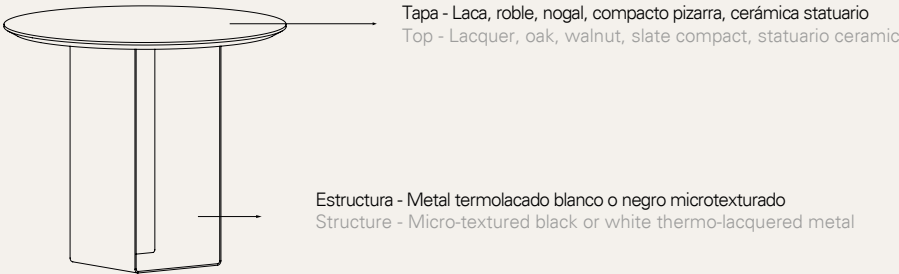 Tapa - Laca, roble, nogal, compacto pizarra, cerámica statuario
Top - Lacquer, oak, walnut, slate compact, statuario ceramic
Estructura - Metal termolacado blanco o negro microtexturado
Structure - Micro-textured black or white thermo-lacquered metal